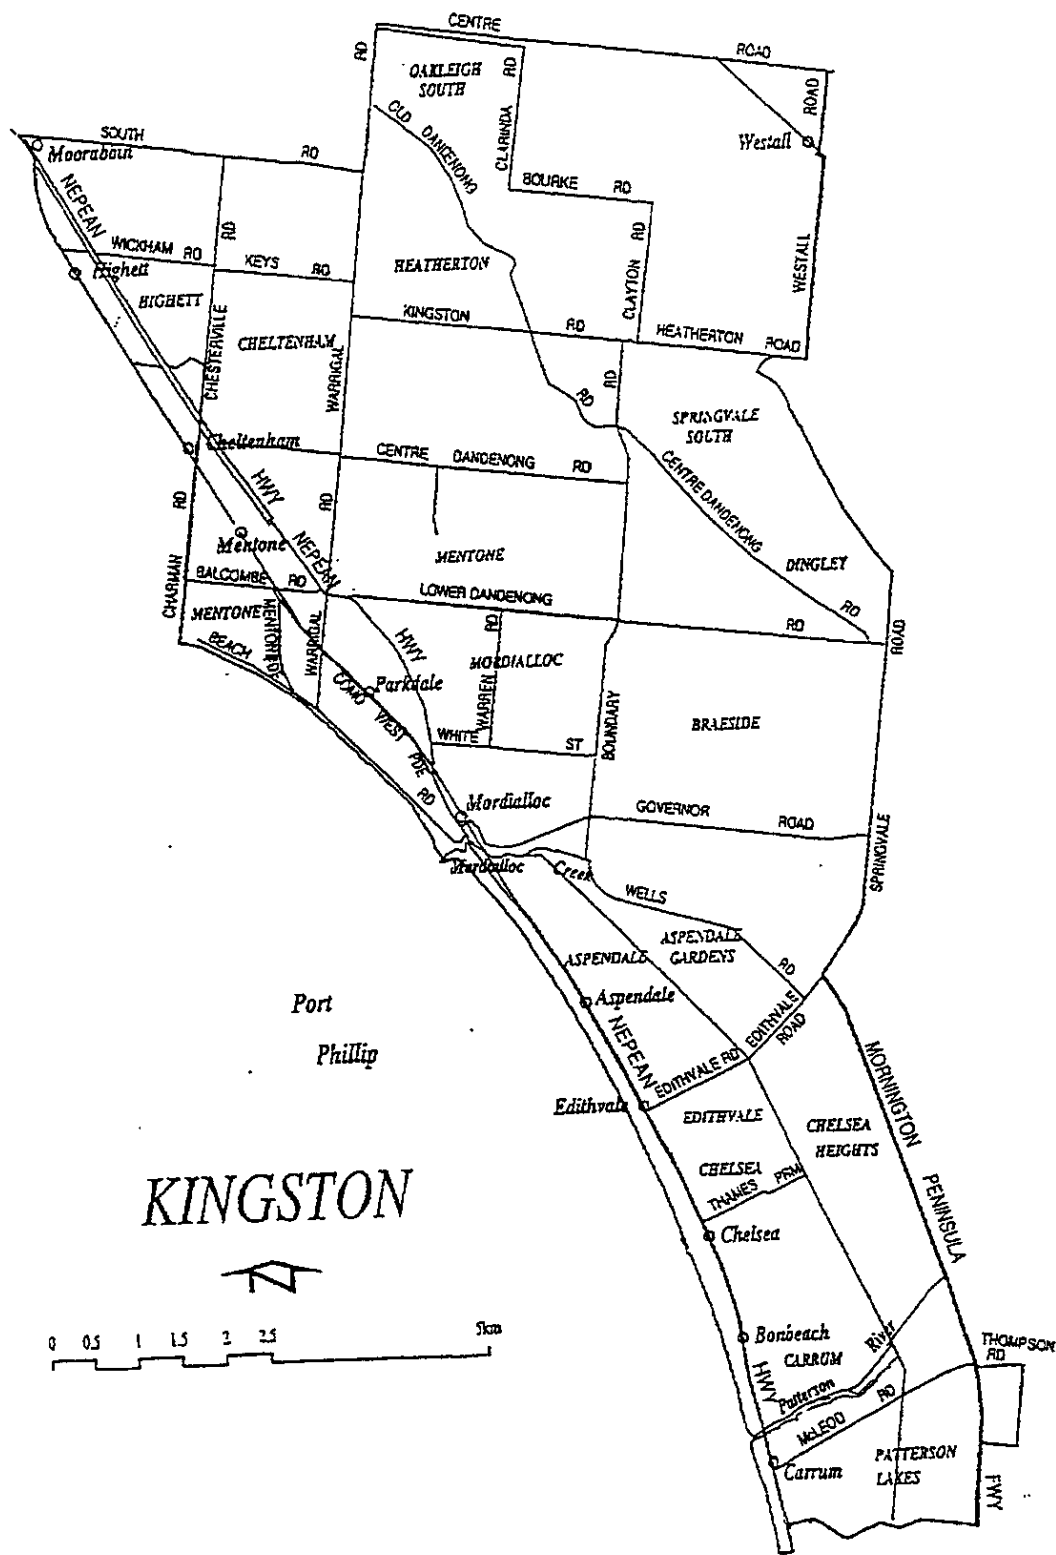 CENTRE
ROAD
RD
OAKLEIGH
SOUTH
RD
ROAD
CLARINDA
OLD DANDENONG
Westall
SOUTH
RD
Moorabbin
BOURKE RD
NEPEAN
RD
RD
WICKHAM RD
KEYS RD
HEATHERTON
CLAYTON
WESTALL
Highett
HIGHETT
KINGSTON RD
HEATHERTON ROAD
CHESTERVILLE
CHELTENHAM
WARRIGAL
RD
RD
SPRINGVALE
SOUTH
Cheltenham
CENTRE DANDENONG RD
CENTRE DANDENONG
HWY
RD
RD
Mentone
NEPEAN
MENTONE
DINGLEY
BALCOMBE RD
LOWER DANDENONG
RD
RD
CHARMAN
MENTONE
MENTONE PDE
WARRIGAL
RD
HWY
ROAD
BEACH
MORDIALLOC
Parkdale
COMO WEST PDE
WARREN
BOUNDARY
BRAESIDE
WHITE ST
RD
Mordialloc
GOVERNOR ROAD
SPRINGVALE
Mordialloc
Creek
WELLS
ASPENDALE
ASPENDALE
GARDEYS
RD
Aspendale
EDITHVALE
ROAD
Port
Phillip
NEPEAN
EDITHVALE RD
MORNINGTON
Edithvale
EDITHVALE
CHELSEA
HEIGHTS
CHELSEA
THAMES PRM
PENINSULA
KINGSTON
Chelsea
0 0.5 1 1.5 2 2.5 5km
Bonbeach
CARRUM
River
THOMPSON
RD
HWY
Patterson
McLEOD RD
Carrum
PATTERSON
LAKES
FWY